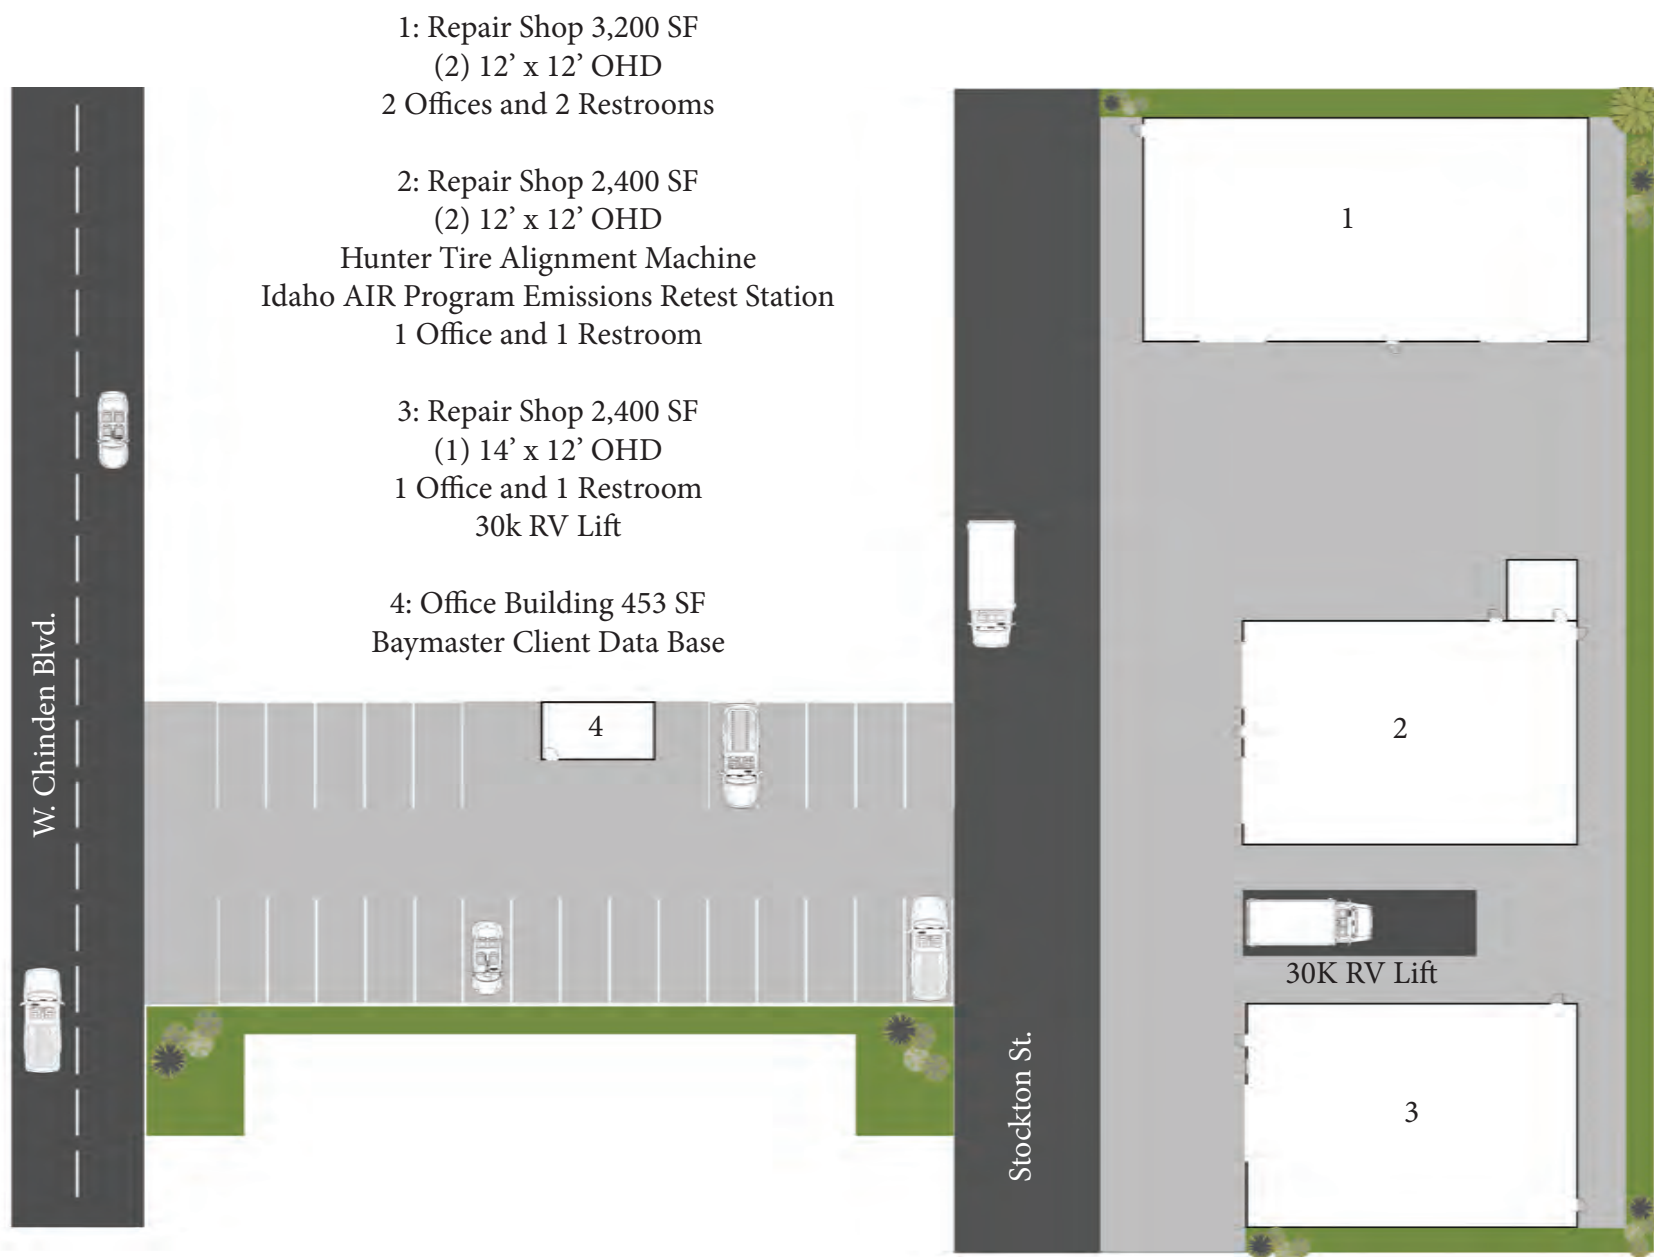 1: Repair Shop 3,200 SF
(2) 12’ x 12’ OHD
2 Offices and 2 Restrooms
2: Repair Shop 2,400 SF
(2) 12’ x 12’ OHD
Hunter Tire Alignment Machine
Idaho AIR Program Emissions Retest Station
1 Office and 1 Restroom
3: Repair Shop 2,400 SF
(1) 14’ x 12’ OHD
1 Office and 1 Restroom
30k RV Lift
4: Office Building 453 SF
Baymaster Client Data Base
W. Chinden Blvd.
4
Stockton St.
1
2
30K RV Lift
3